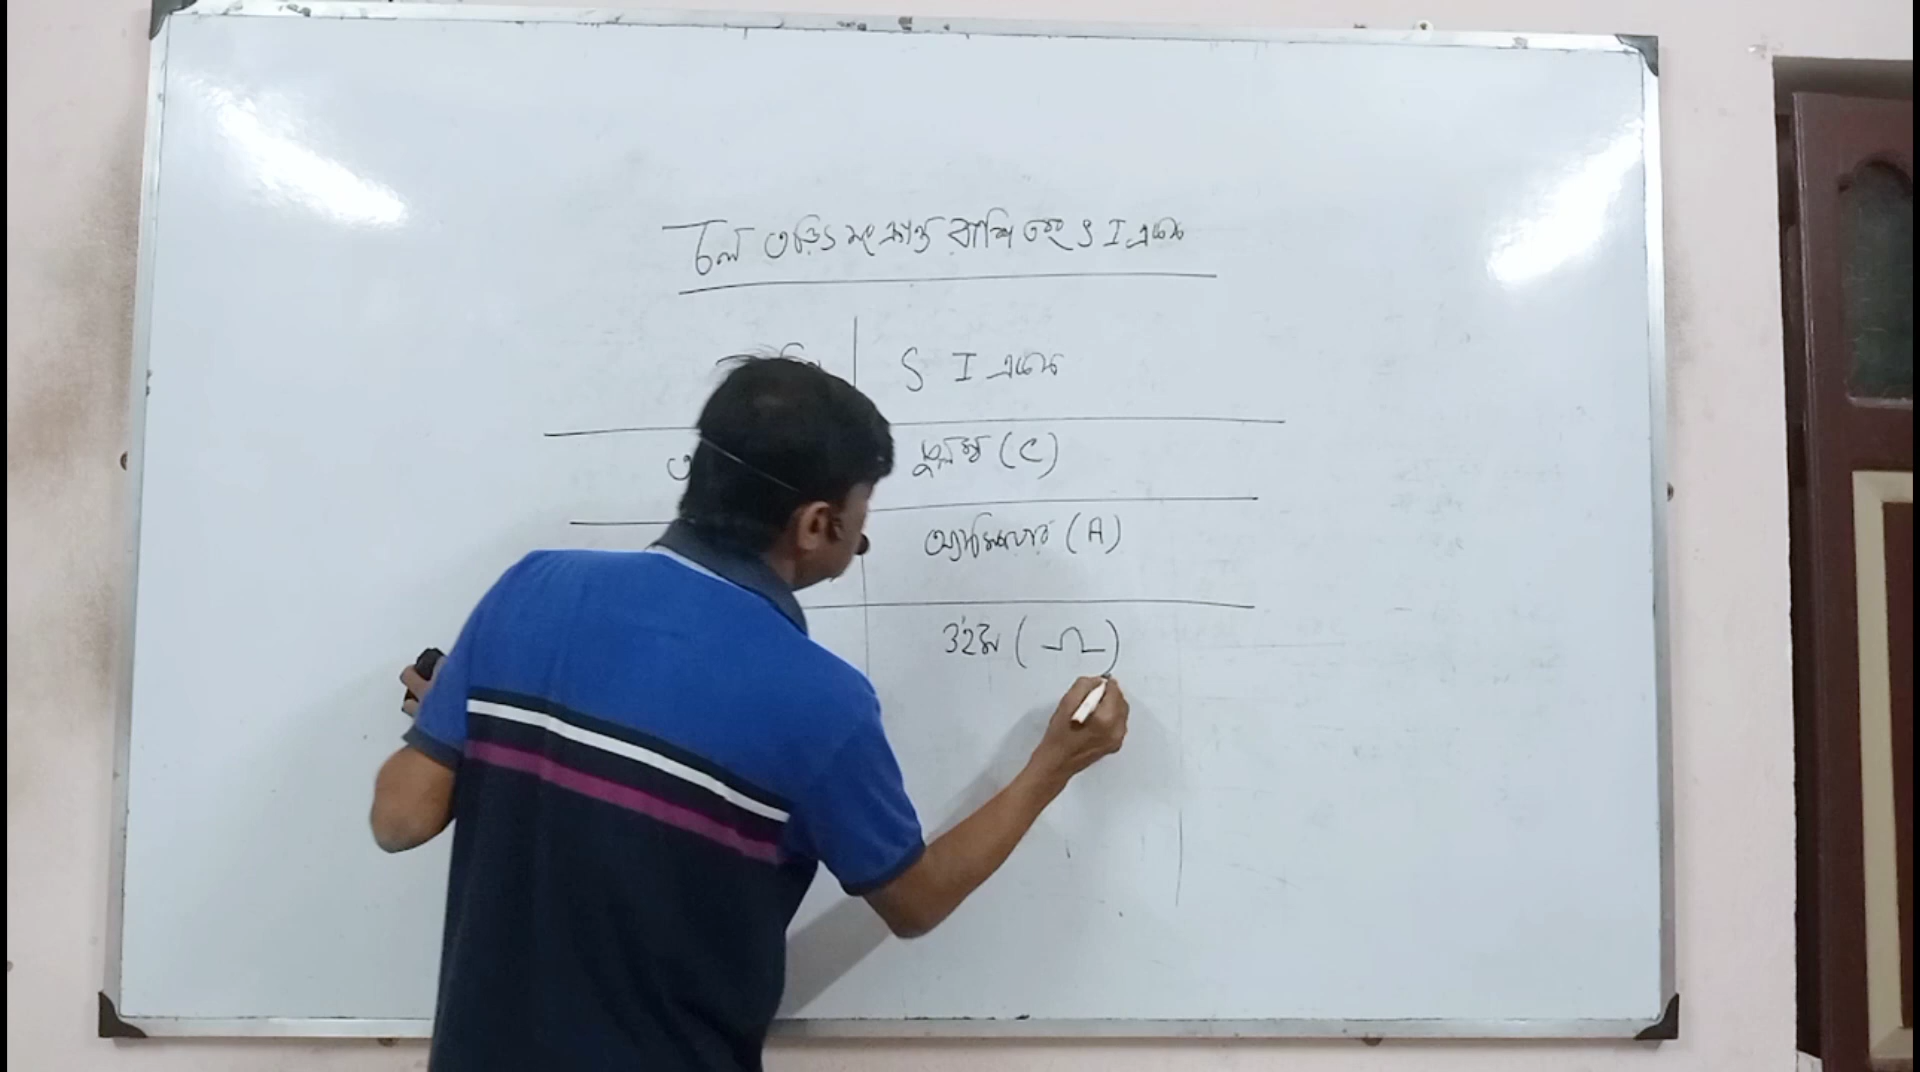 চল তড়িৎ সংক্রান্ত রাশি এবং S I একক
S I একক
কুলম্ব (C)
অ্যাম্পিয়ার (A)
ওহম (Ω)